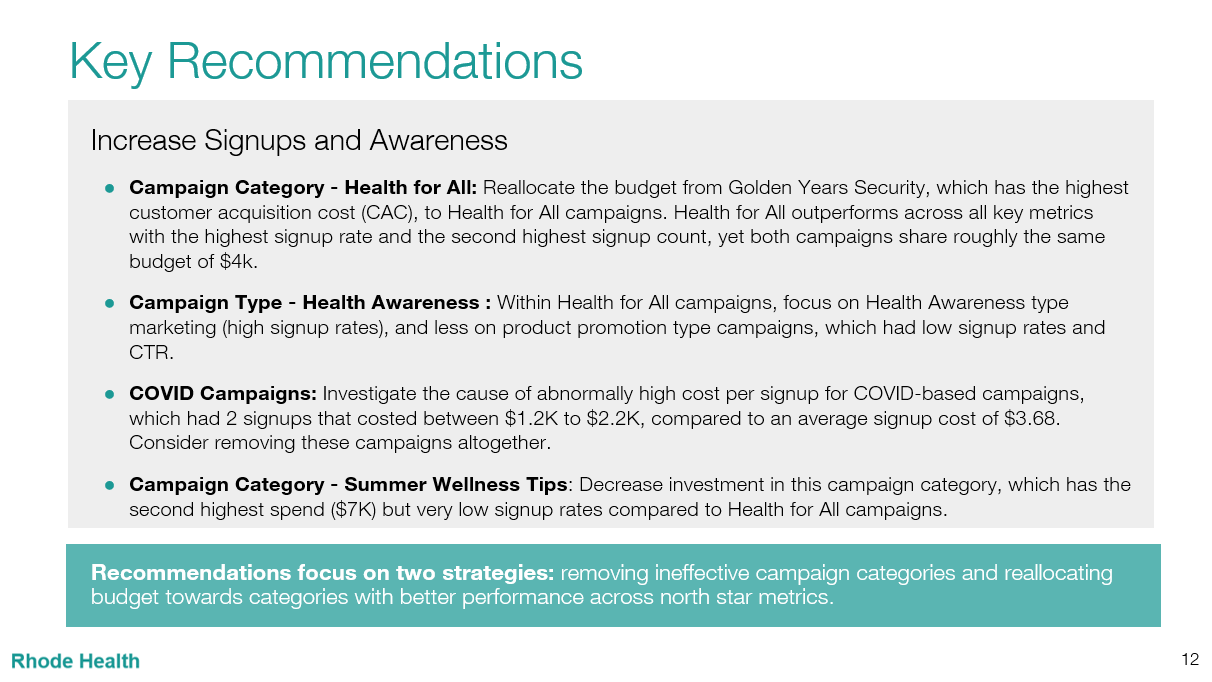 Key Recommendations
Increase Signups and Awareness
● Campaign Category - Health for All: Reallocate the budget from Golden Years Security, which has the highest
customer acquisition cost (CAC), to Health for All campaigns. Health for All outperforms across all key metrics
with the highest signup rate and the second highest signup count, yet both campaigns share roughly the same
budget of $4k.
● Campaign Type - Health Awareness : Within Health for All campaigns, focus on Health Awareness type
marketing (high signup rates), and less on product promotion type campaigns, which had low signup rates and
CTR.
● COVID Campaigns: Investigate the cause of abnormally high cost per signup for COVID-based campaigns,
which had 2 signups that costed between $1.2K to $2.2K, compared to an average signup cost of $3.68.
Consider removing these campaigns altogether.
● Campaign Category - Summer Wellness Tips: Decrease investment in this campaign category, which has the
second highest spend ($7K) but very low signup rates compared to Health for All campaigns.
Recommendations focus on two strategies: removing ineffective campaign categories and reallocating
budget towards categories with better performance across north star metrics.
Rhode Health
12